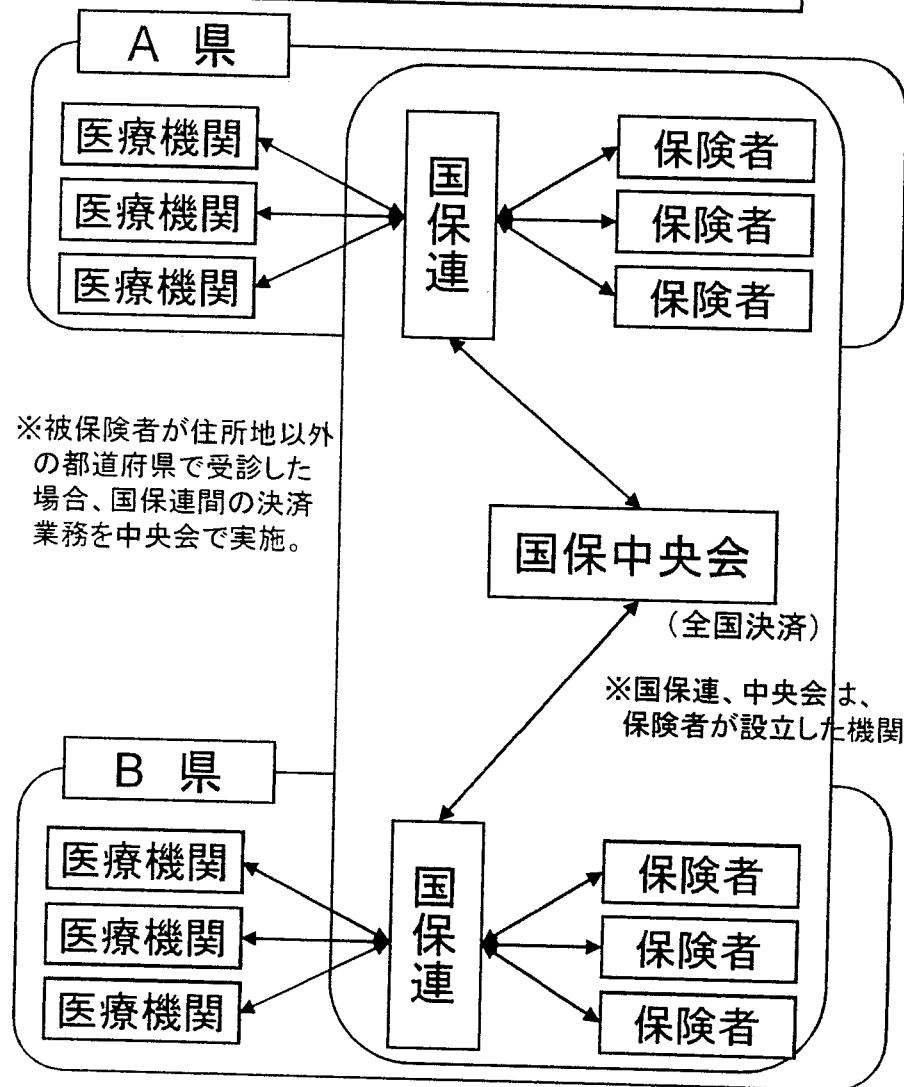 A 県
医療機関
医療機関
医療機関
国保連
保険者
保険者
保険者
※被保険者が住所地以外
の都道府県で受診した
場合、国保連間の決済
業務を中央会で実施。
国保中央会
(全国決済)
※国保連、中央会は、
保険者が設立した機関
B 県
医療機関
医療機関
医療機関
国保連
保険者
保険者
保険者